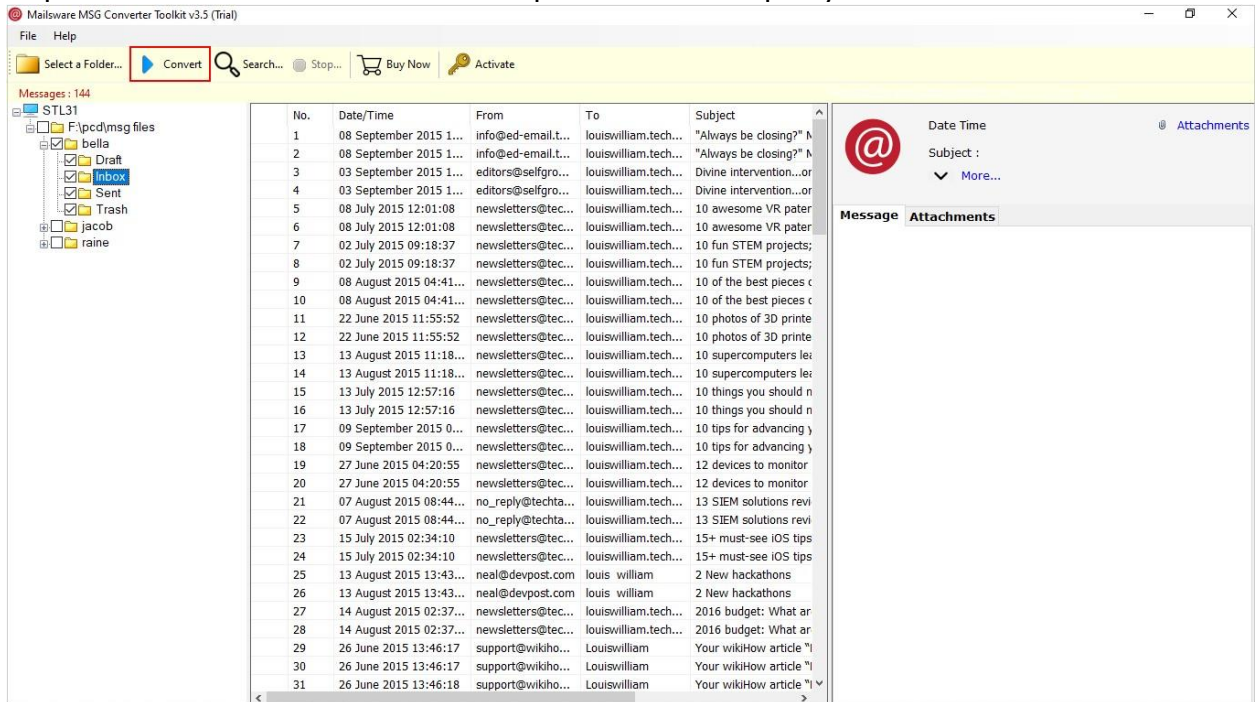 Mailsware MSG Converter Toolkit v3.5 (Trial)
File Help
Select a Folder... Convert Search... Stop... Buy Now Activate
Messages : 144
STL31
F:\pcd\msg files
bella
Draft
Inbox
Sent
Trash
jacob
raine
No. Date/Time From To Subject
1 08 September 2015 1... info@ed-email.t... louiswilliam.tech... "Always be closing?"
2 08 September 2015 1... info@ed-email.t... louiswilliam.tech... "Always be closing?"
3 03 September 2015 1... editors@selfgro... louiswilliam.tech... Divine intervention...or
4 03 September 2015 1... editors@selfgro... louiswilliam.tech... Divine intervention...or
5 08 July 2015 12:01:08 newsletters@tec... louiswilliam.tech... 10 awesome VR pater
6 08 July 2015 12:01:08 newsletters@tec... louiswilliam.tech... 10 awesome VR pater
7 02 July 2015 09:18:37 newsletters@tec... louiswilliam.tech... 10 fun STEM projects;
8 02 July 2015 09:18:37 newsletters@tec... louiswilliam.tech... 10 fun STEM projects;
9 08 August 2015 04:41... newsletters@tec... louiswilliam.tech... 10 of the best pieces
10 08 August 2015 04:41... newsletters@tec... louiswilliam.tech... 10 of the best pieces
11 22 June 2015 11:55:52 newsletters@tec... louiswilliam.tech... 10 photos of 3D printe
12 22 June 2015 11:55:52 newsletters@tec... louiswilliam.tech... 10 photos of 3D printe
13 13 August 2015 11:18... newsletters@tec... louiswilliam.tech... 10 supercomputers lea
14 13 August 2015 11:18... newsletters@tec... louiswilliam.tech... 10 supercomputers lea
15 13 July 2015 12:57:16 newsletters@tec... louiswilliam.tech... 10 things you should n
16 13 July 2015 12:57:16 newsletters@tec... louiswilliam.tech... 10 things you should n
17 09 September 2015 0... newsletters@tec... louiswilliam.tech... 10 tips for advancing y
18 09 September 2015 0... newsletters@tec... louiswilliam.tech... 10 tips for advancing y
19 27 June 2015 04:20:55 newsletters@tec... louiswilliam.tech... 12 devices to monitor
20 27 June 2015 04:20:55 newsletters@tec... louiswilliam.tech... 12 devices to monitor
21 07 August 2015 08:44... no_reply@techta... louiswilliam.tech... 13 SIEM solutions revi
22 07 August 2015 08:44... no_reply@techta... louiswilliam.tech... 13 SIEM solutions revi
23 15 July 2015 02:34:10 newsletters@tec... louiswilliam.tech... 15+ must-see iOS tips
24 15 July 2015 02:34:10 newsletters@tec... louiswilliam.tech... 15+ must-see iOS tips
25 13 August 2015 13:43... neal@devpost.com louis william 2 New hackathons
26 13 August 2015 13:43... neal@devpost.com louis william 2 New hackathons
27 14 August 2015 02:37... newsletters@tec... louiswilliam.tech... 2016 budget: What ar
28 14 August 2015 02:37... newsletters@tec... louiswilliam.tech... 2016 budget: What ar
29 26 June 2015 13:46:17 support@wikiho... Louiswilliam Your wikiHow article "
30 26 June 2015 13:46:17 support@wikiho... Louiswilliam Your wikiHow article "
31 26 June 2015 13:46:18 support@wikiho... Louiswilliam Your wikiHow article "
Date Time Attachments
Subject :
More...
Message Attachments